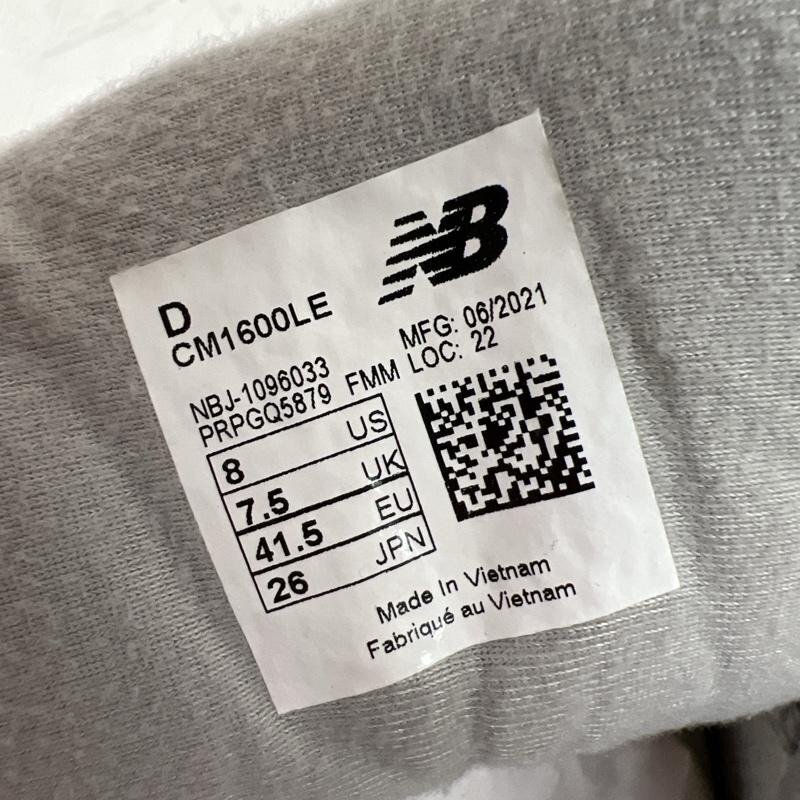 NB
D
CM1600LE
MFG: 06/2021
NBJ-1096033
LOC: 22
PRPGQ5879 FMM
8 US
7.5 UK
41.5 EU
26 JPN
Made In Vietnam
Fabriqué au Vietnam